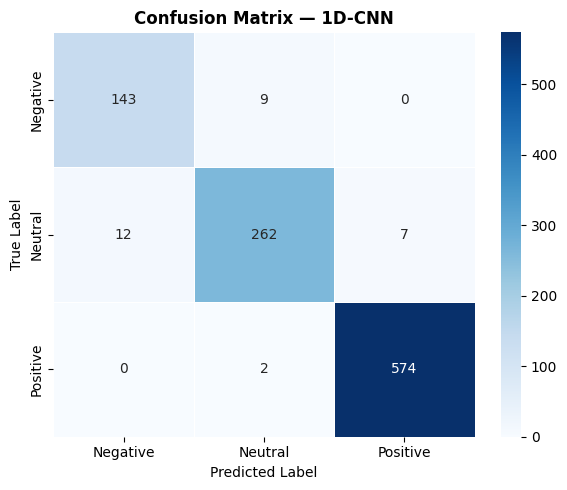 Confusion Matrix — 1D-CNN
True Label
Negative
143 9 0
Neutral
12 262 7
Positive
0 2 574
Negative Neutral Positive
Predicted Label
500
400
300
200
100
0